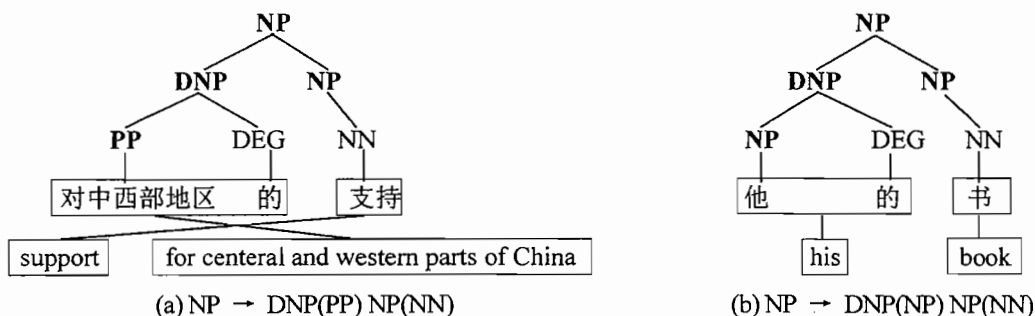 NP NP
DNP NP DNP NP
PP DEG NN NP DEG NN
对中西部地区 的 支持 他 的 书
support for centeral and western parts of China his book
(a) NP → DNP(PP) NP(NN) (b) NP → DNP(NP) NP(NN)